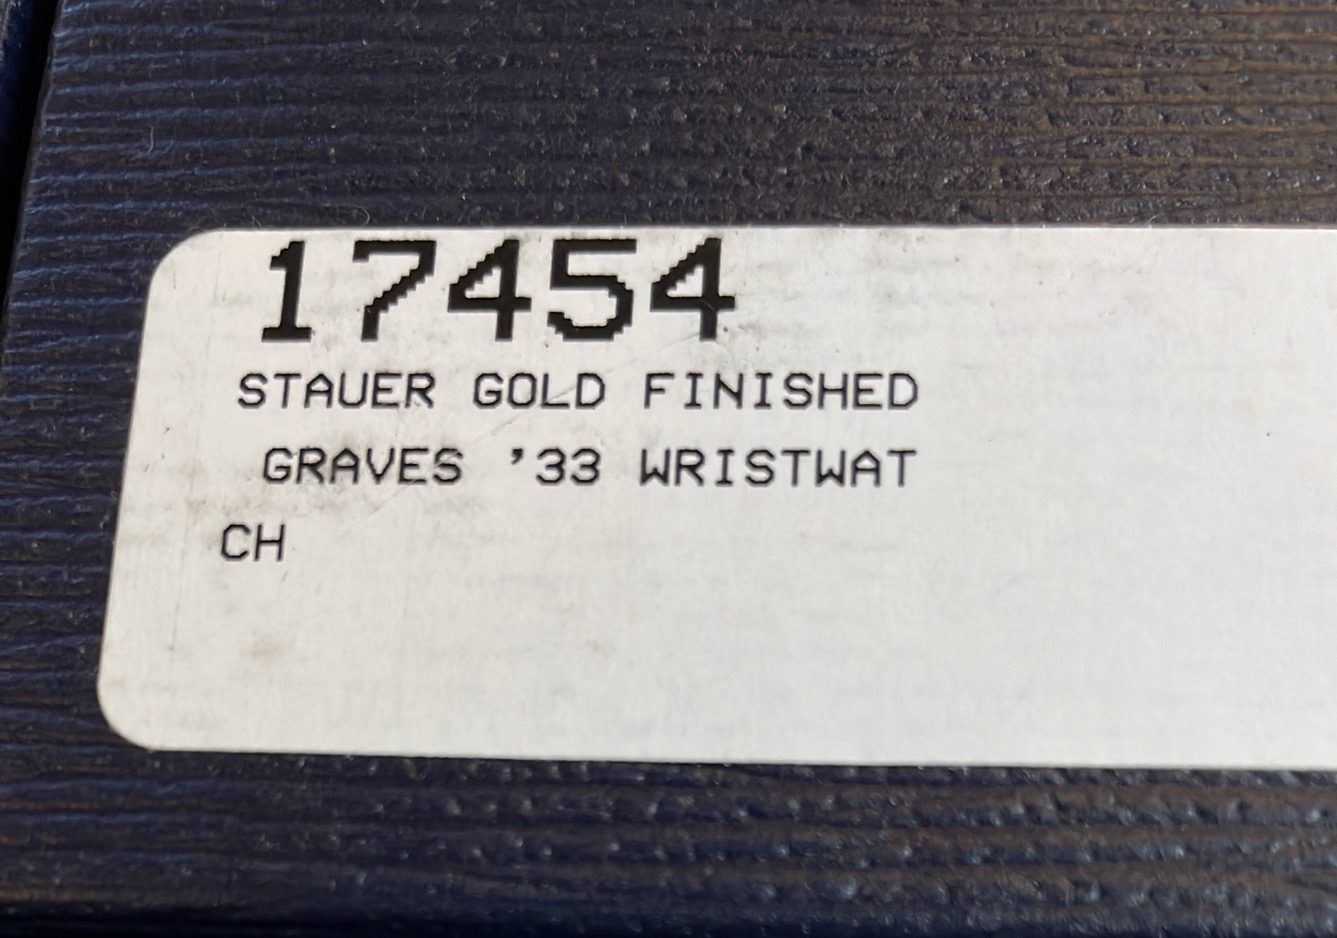 17454
STAUER GOLD FINISHED
GRAVES '33 WRISTWAT
CH